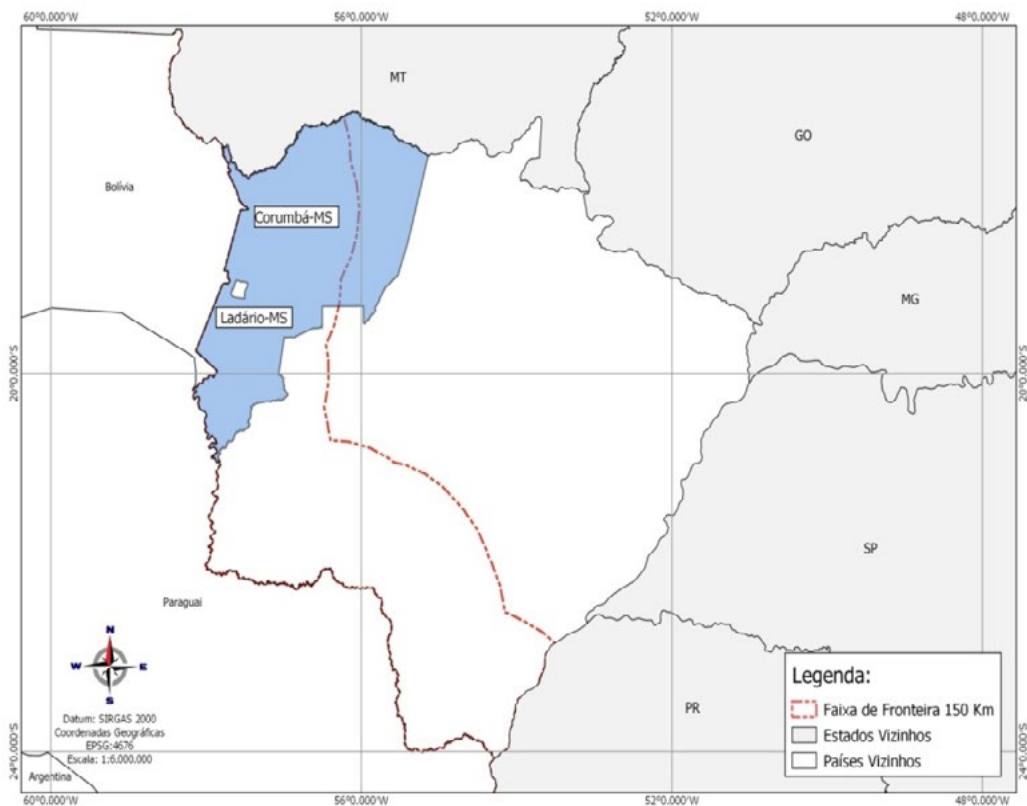 60°0.000'W
56°0.000'W
52°0.000'W
48°0.000'W
MT
GO
Bolívia
Corumbá-MS
MG
Ladário-MS
20°0.000'S
20°0.000'S
SP
Paraguai
N
W
E
S
PR
Legenda:
Faixa de Fronteira 150 Km
Estados Vizinhos
Países Vizinhos
Datum: SIRGAS 2000
Coordenadas Geográficas
EPSG:4676
Escala: 1:6.000.000
24°0.000'S
24°0.000'S
Argentina
60°0.000'W
56°0.000'W
52°0.000'W
48°0.000'W